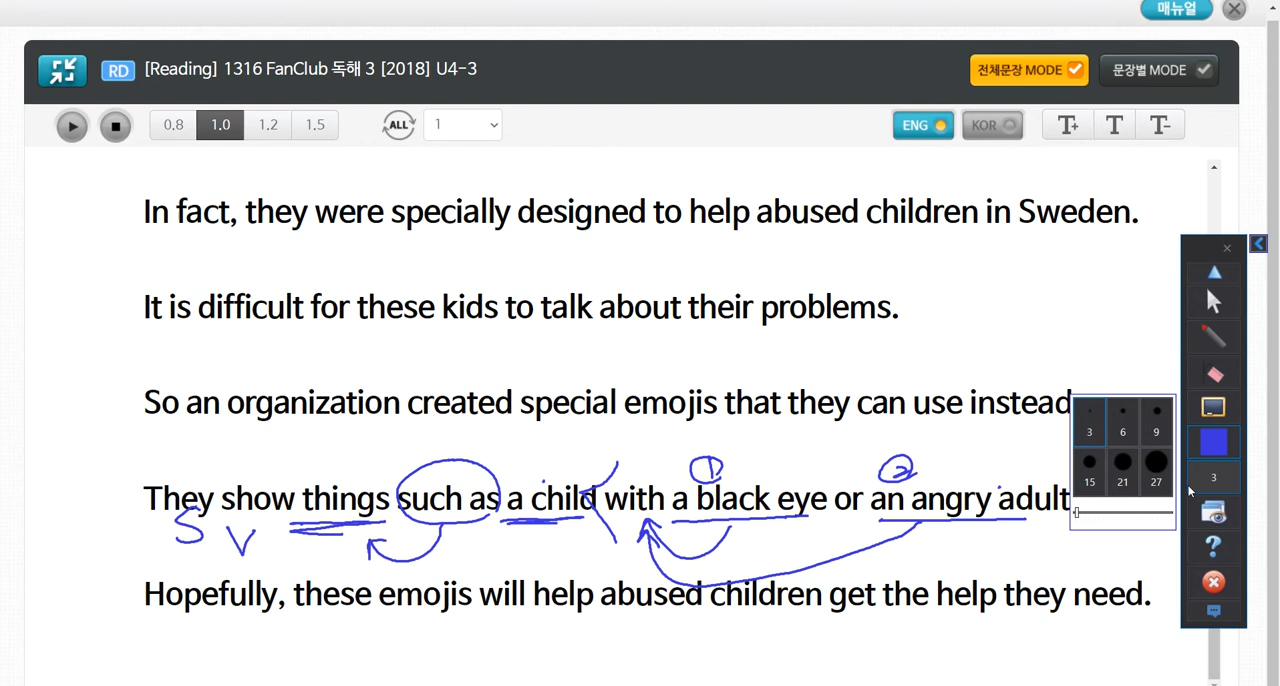 매뉴얼
RD [Reading] 1316 FanClub 독해 3 [2018] U4-3 전체문장 MODE 문장별 MODE
0.8 1.0 1.2 1.5 ALL 1 ENG KOR T+ T T-
In fact, they were specially designed to help abused children in Sweden.
It is difficult for these kids to talk about their problems.
So an organization created special emojis that they can use instead
3 6 9
① ②
They show things such as a child with a black eye or an angry adult
15 21 27
3
S V
Hopefully, these emojis will help abused children get the help they need.